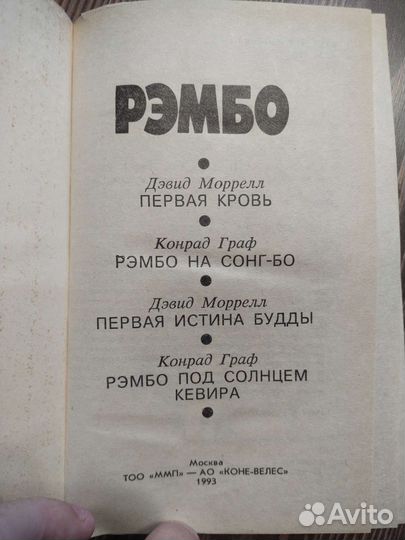 РЭМБО
Дэвид Моррелл
ПЕРВАЯ КРОВЬ
Конрад Граф
РЭМБО НА СОНГ-БО
Дэвид Моррелл
ПЕРВАЯ ИСТИНА БУДДЫ
Конрад Граф
РЭМБО ПОД СОЛНЦЕМ
КЕВИРА
Москва
ТОО «ММП» — АО «КОНЕ-ВЕЛЕС»
1993
Avito